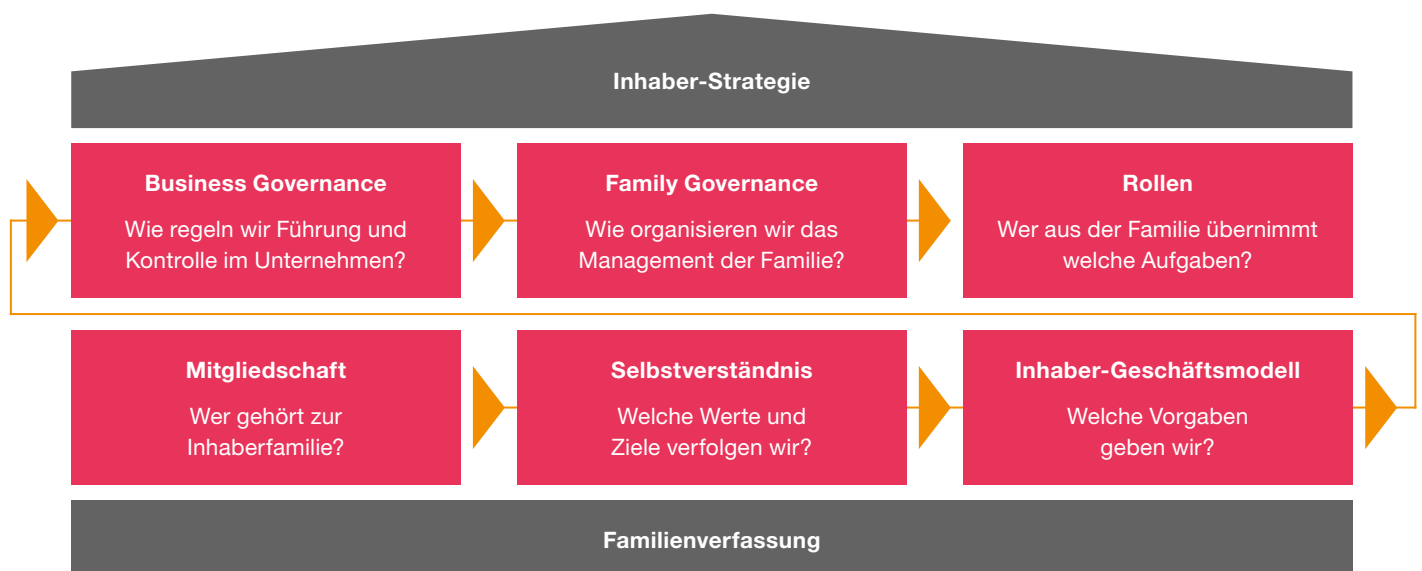 Inhaber-Strategie
Business Governance
Wie regeln wir Führung und
Kontrolle im Unternehmen?
Family Governance
Wie organisieren wir das
Management der Familie?
Rollen
Wer aus der Familie übernimmt
welche Aufgaben?
Mitgliedschaft
Wer gehört zur
Inhaberfamilie?
Selbstverständnis
Welche Werte und
Ziele verfolgen wir?
Inhaber-Geschäftsmodell
Welche Vorgaben
geben wir?
Familienverfassung